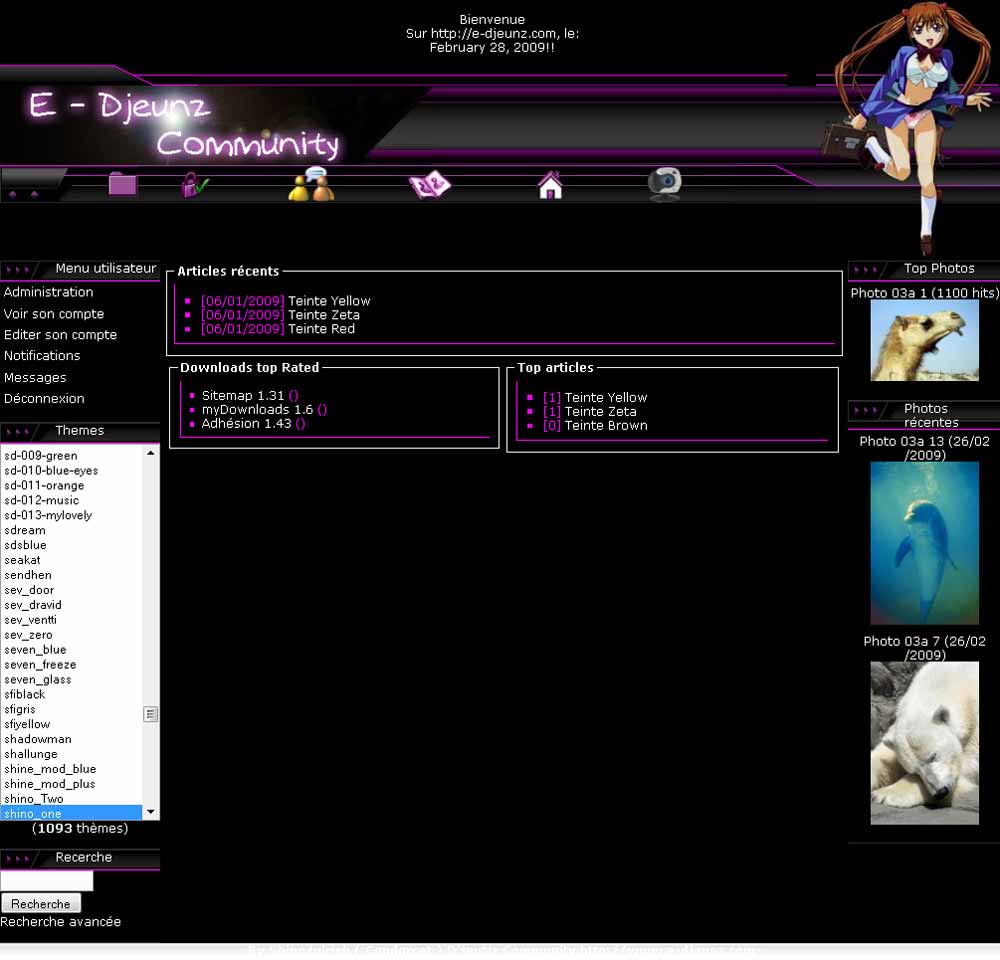 Bienvenue
Sur http://e-djeunz.com, le:
February 28, 2009!!
E - Djeunz
Community
Menu utilisateur
Administration
Voir son compte
Editer son compte
Notifications
Messages
Déconnexion
Themes
sd-009-green
sd-010-blue-eyes
sd-011-orange
sd-012-music
sd-013-mylovely
sdream
sdsblue
seakat
sendhen
sev_door
sev_dravid
sev_ventti
sev_zero
seven_blue
seven_freeze
seven_glass
sfiblack
sfigris
sfiyellow
shadowman
shallunge
shine_mod_blue
shine_mod_plus
shino_Two
shino_one
(1093 thèmes)
Recerche
Recherche
Recherche avancée
Articles récents
[06/01/2009] Teinte Yellow
[06/01/2009] Teinte Zeta
[06/01/2009] Teinte Red
Downloads top Rated
Sitemap 1.31 ()
myDownloads 1.6 ()
Adhésion 1.43 ()
Top articles
[1] Teinte Yellow
[1] Teinte Zeta
[0] Teinte Brown
Top Photos
Photo 03a 1 (1100 hits)
Photos
récentes
Photo 03a 13 (26/02
/2009)
Photo 03a 7 (26/02
/2009)